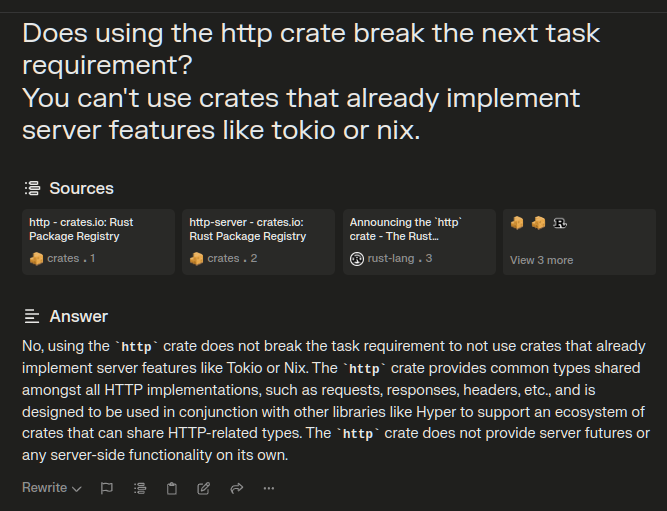 Does using the http crate break the next task
requirement?
You can't use crates that already implement
server features like tokio or nix.
Sources
http - crates.io: Rust
Package Registry
crates . 1
http-server - crates.io:
Rust Package Registry
crates . 2
Announcing the `http`
crate - The Rust...
rust-lang . 3
View 3 more
Answer
No, using the `http` crate does not break the task requirement to not use crates that already
implement server features like Tokio or Nix. The `http` crate provides common types shared
amongst all HTTP implementations, such as requests, responses, headers, etc., and is
designed to be used in conjunction with other libraries like Hyper to support an ecosystem of
crates that can share HTTP-related types. The `http` crate does not provide server futures or
any server-side functionality on its own.
Rewrite